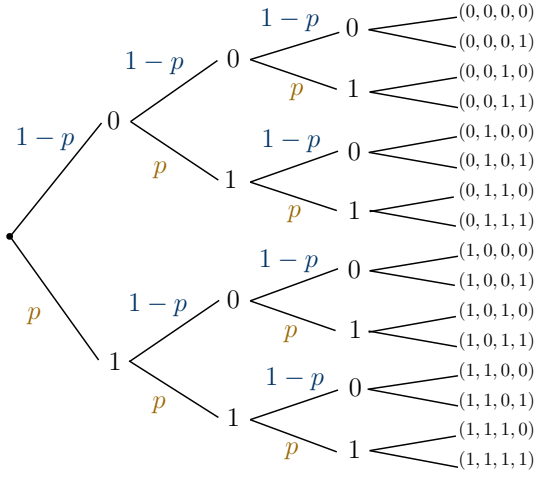 1 − p
0
(0, 0, 0, 0)
(0, 0, 0, 1)
1 − p
0
p
1
(0, 0, 1, 0)
(0, 0, 1, 1)
1 − p
0
p
1
1 − p
0
(0, 1, 0, 0)
(0, 1, 0, 1)
p
1
(0, 1, 1, 0)
(0, 1, 1, 1)
1 − p
0
(1, 0, 0, 0)
(1, 0, 0, 1)
p
1
1 − p
0
p
1
(1, 0, 1, 0)
(1, 0, 1, 1)
p
1
1 − p
0
(1, 1, 0, 0)
(1, 1, 0, 1)
p
1
(1, 1, 1, 0)
(1, 1, 1, 1)